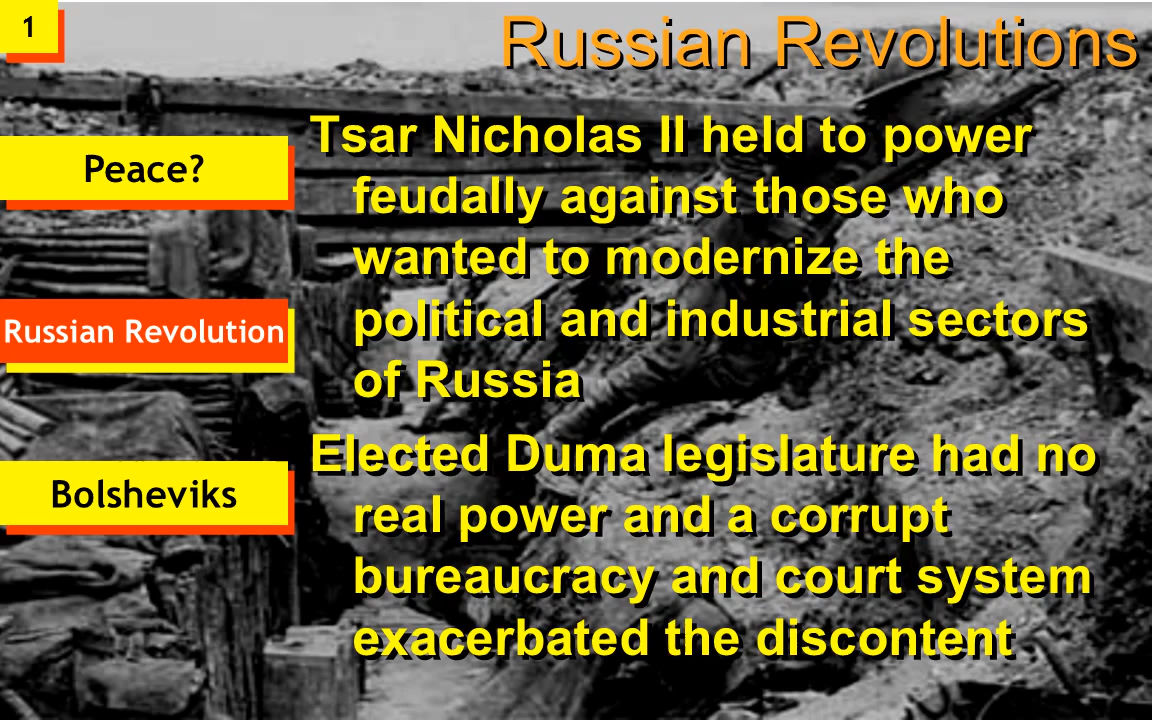 1
Russian Revolutions
Peace?
Russian Revolution
Bolsheviks
Tsar Nicholas II held to power
feudally against those who
wanted to modernize the
political and industrial sectors
of Russia
Elected Duma legislature had no
real power and a corrupt
bureaucracy and court system
exacerbated the discontent